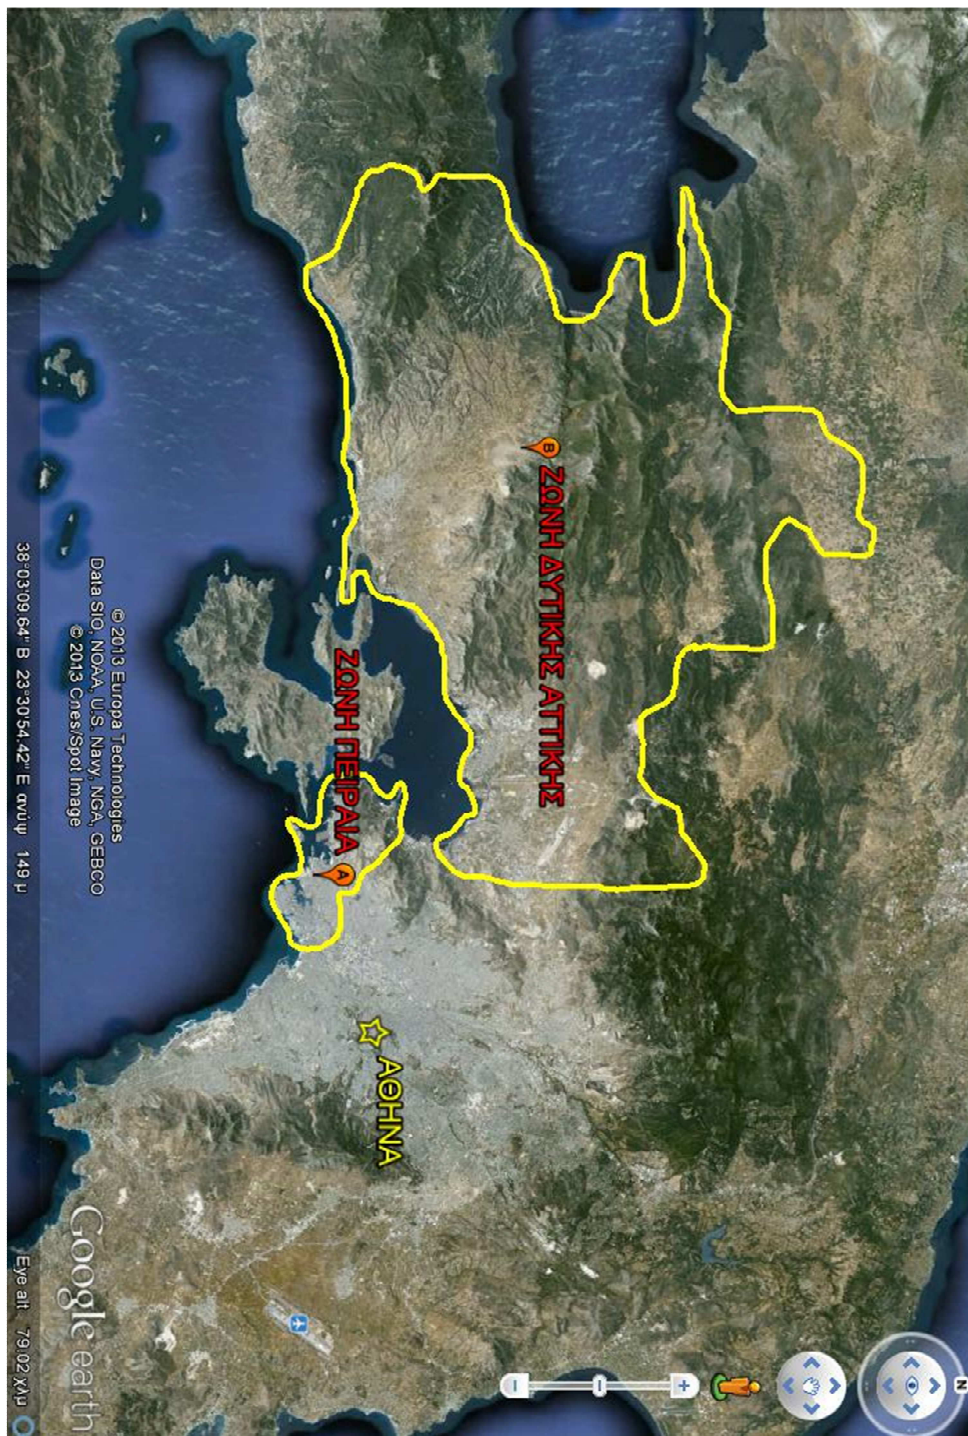 N
B ΖΩΝΗ ΔΥΤΙΚΗΣ ΑΤΤΙΚΗΣ
ΖΩΝΗ ΠΕΙΡΑΙΑ
A
ΑΘΗΝΑ
© 2013 Europa Technologies
Data SIO, NOAA, U.S. Navy, NGA, GEBCO
© 2013 Cnes/Spot Image
Google earth
38°03'09.64" Β 23°30'54.42" Ε ανύψ 149 μ
Eye alt 79.02 χλμ